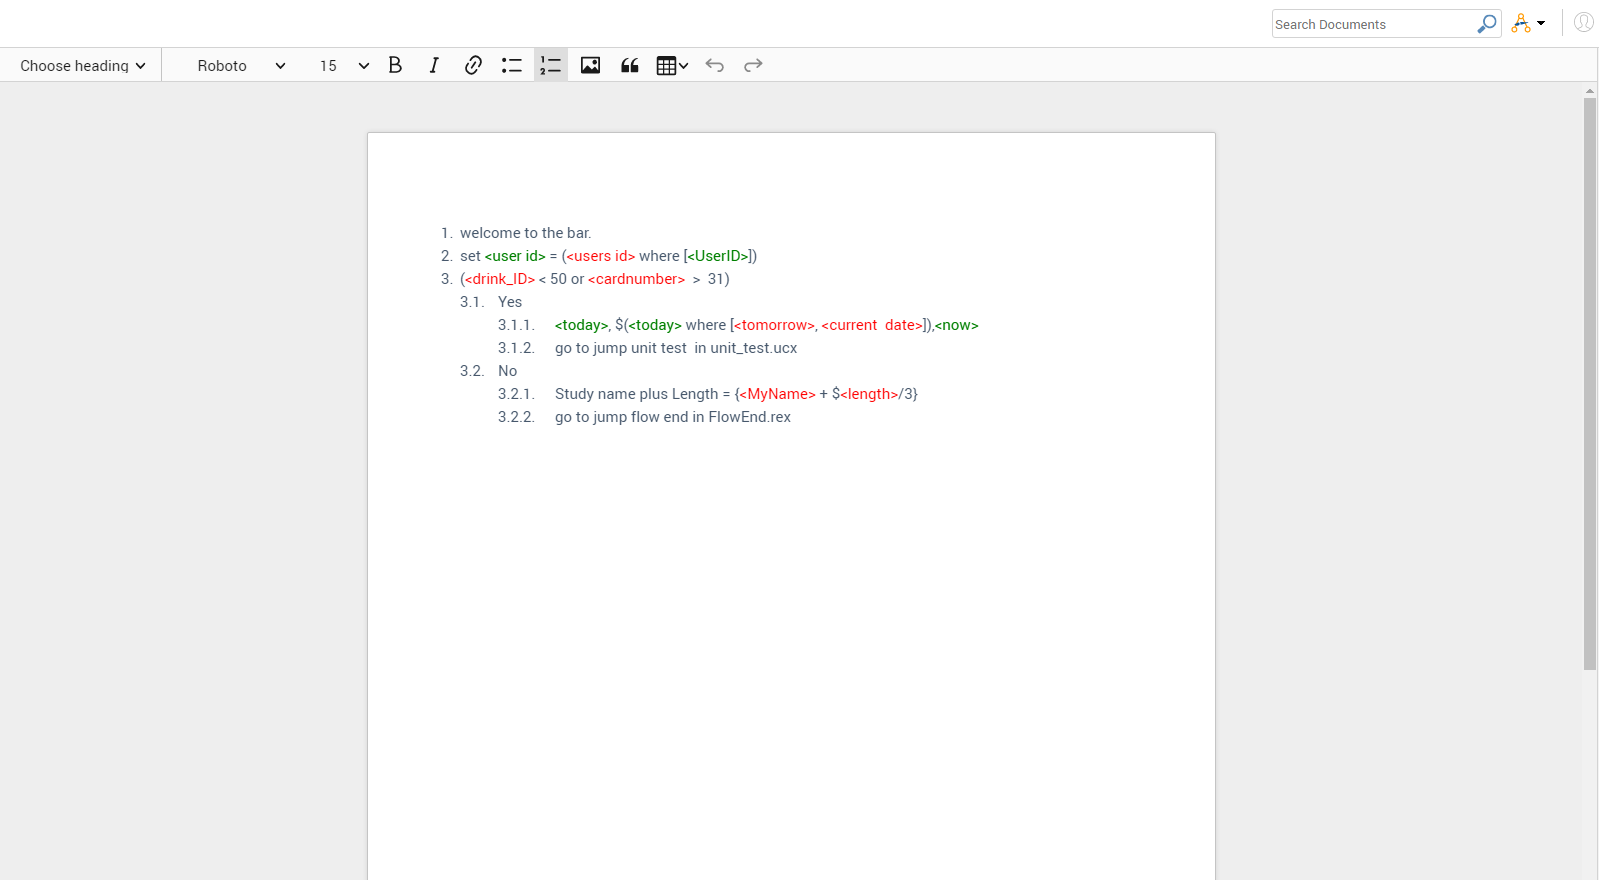 Search Documents
Choose heading Roboto 15 B I
1. welcome to the bar.
2. set <user id> = (<users id> where [<UserID>])
3. (<drink_ID> < 50 or <cardnumber>  >  31)
3.1. Yes
3.1.1. <today>, $(<today> where [<tomorrow>, <current  date>]),<now>
3.1.2. go to jump unit test  in unit_test.ucx
3.2. No
3.2.1. Study name plus Length = {<MyName> + $<length>/3}
3.2.2. go to jump flow end in FlowEnd.rex